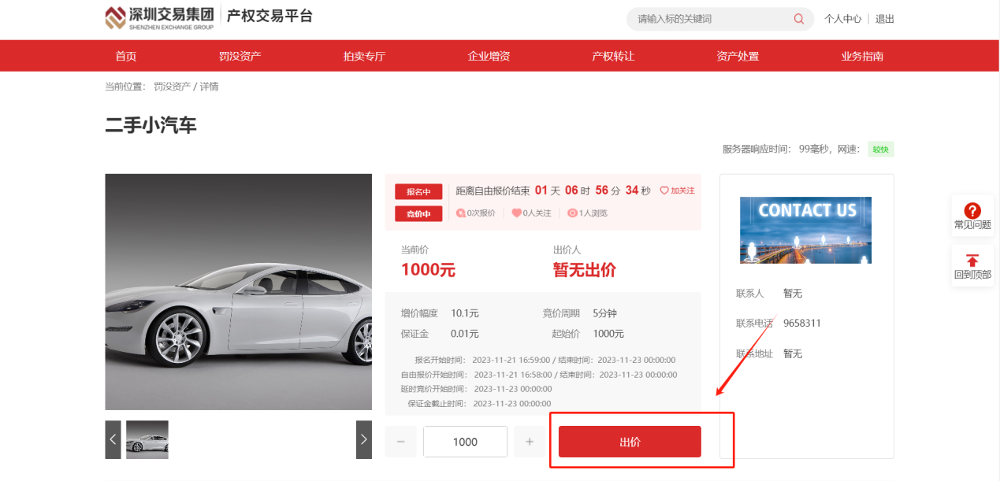 深圳交易集团 产权交易平台
SHENZHEN EXCHANGE GROUP
请输入标的关键词
个人中心 | 退出
首页 罚没资产 拍卖专厅 企业增资 产权转让 资产处置 业务指南
当前位置： 罚没资产 / 详情
二手小汽车
服务器响应时间： 99毫秒，网速： 较快
报名中
竞价中
距离自由报价结束 01 天 06 时 56 分 34 秒 加关注
0次报价 0人关注 1人浏览
当前价 出价人
1000元 暂无出价
增价幅度 10.1元 竞价周期 5分钟
保证金 0.01元 起始价 1000元
报名开始时间： 2023-11-21 16:59:00 / 结束时间： 2023-11-23 00:00:00
自由报价开始时间： 2023-11-21 16:58:00 / 结束时间： 2023-11-23 00:00:00
延时竞价开始时间： 2023-11-23 00:00:00
保证金截止时间： 2023-11-23 00:00:00
− 1000 + 出价
CONTACT US
联系人 暂无
联系电话 9658311
联系地址 暂无
常见问题
回到顶部